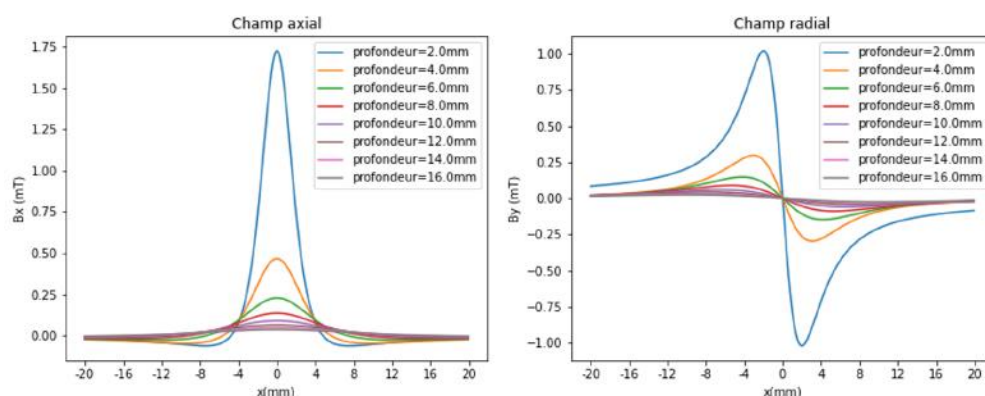 Champ axial
Bx (mT)
1.75
1.50
1.25
1.00
0.75
0.50
0.25
0.00
profondeur=2.0mm
profondeur=4.0mm
profondeur=6.0mm
profondeur=8.0mm
profondeur=10.0mm
profondeur=12.0mm
profondeur=14.0mm
profondeur=16.0mm
-20 -16 -12 -8 -4 0 4 8 12 16 20
x(mm)
Champ radial
By (mT)
1.00
0.75
0.50
0.25
0.00
−0.25
−0.50
−0.75
−1.00
profondeur=2.0mm
profondeur=4.0mm
profondeur=6.0mm
profondeur=8.0mm
profondeur=10.0mm
profondeur=12.0mm
profondeur=14.0mm
profondeur=16.0mm
-20 -16 -12 -8 -4 0 4 8 12 16 20
x(mm)